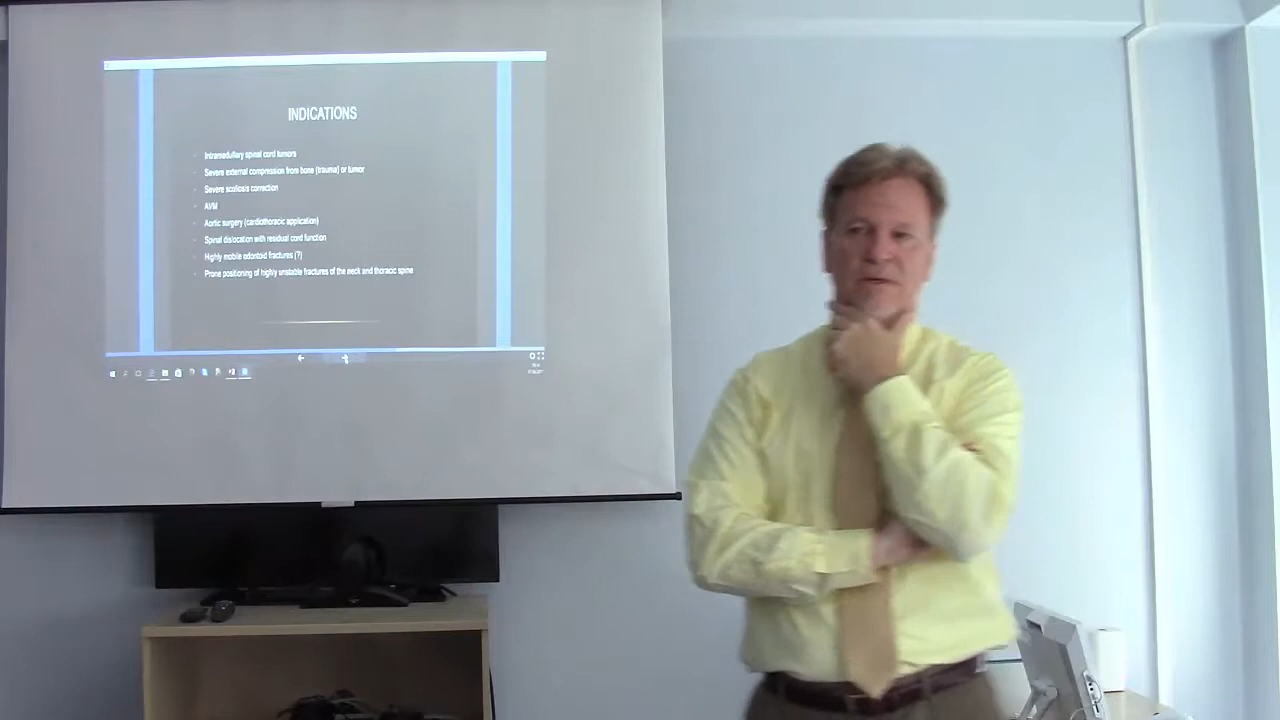 INDICATIONS
Intramedullary spinal cord tumors
Severe external compression from bone (trauma) or tumor
Severe scoliosis correction
AVM
Aortic surgery (cardiothoracic application)
Spinal dislocation with residual cord function
Highly mobile odontoid fractures (?)
Prone positioning of highly unstable fractures of the neck and thoracic spine